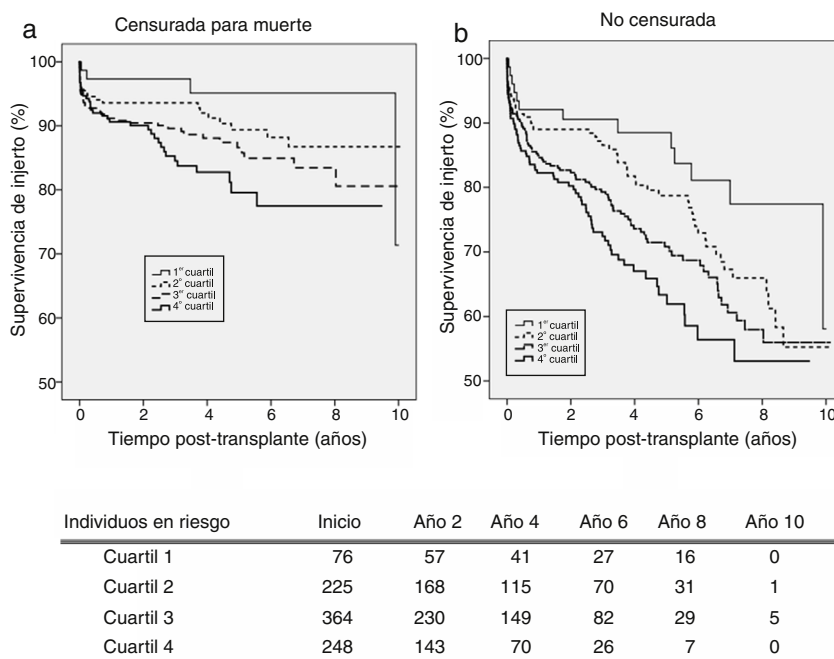 a
Censurada para muerte
Supervivencia de injerto (%)
100
90
80
70
60
50
1er cuartil
2° cuartil
3er cuartil
4° cuartil
0 2 4 6 8 10
Tiempo post-transplante (años)
b
No censurada
Supervivencia de injerto (%)
100
90
80
70
60
50
1er cuartil
2° cuartil
3er cuartil
4° cuartil
0 2 4 6 8 10
Tiempo post-transplante (años)
Individuos en riesgo Inicio Año 2 Año 4 Año 6 Año 8 Año 10
Cuartil 1 76 57 41 27 16 0
Cuartil 2 225 168 115 70 31 1
Cuartil 3 364 230 149 82 29 5
Cuartil 4 248 143 70 26 7 0